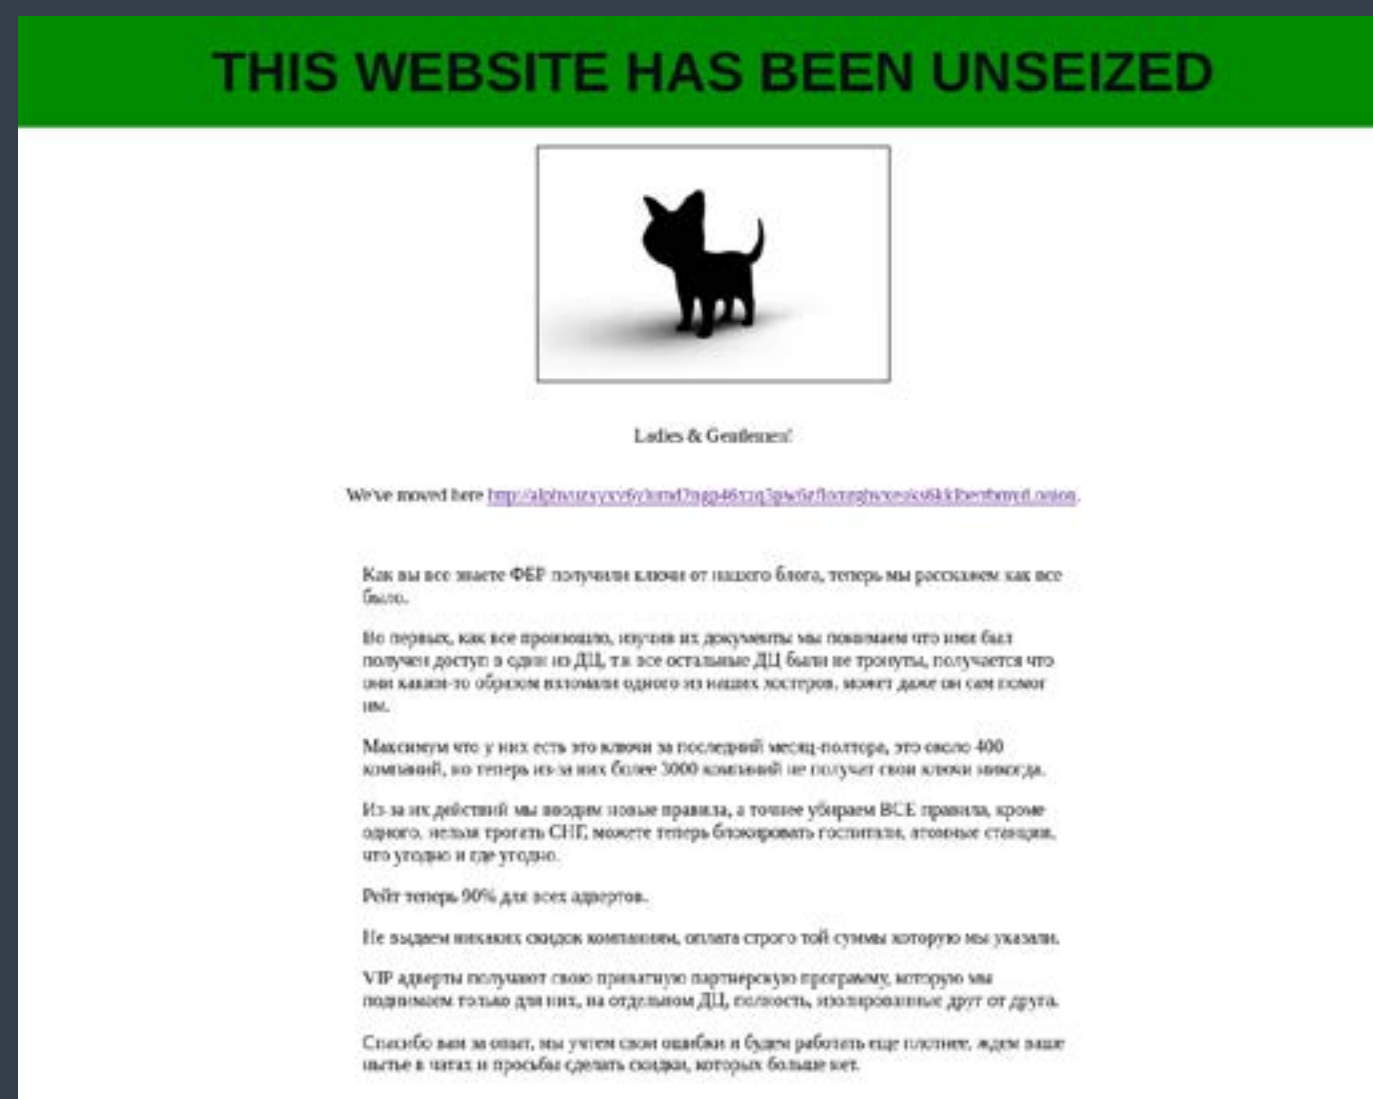 THIS WEBSITE HAS BEEN UNSEIZED
Ladies & Gentlemen!
We've moved here
Как вы все знаете ФБР получили ключи от нашего блога, теперь мы расскажем как все
было.
Во первых, как все произошло, изучив их документы мы понимаем что ими был
получен доступ в один из ДЦ, т.к все остальные ДЦ были не тронуты, получается что
они каким-то образом взломали одного из наших хостеров, может даже он сам помог
им.
Максимум что у них есть это ключи за последний месяц-полтора, это около 400
компаний, но теперь из-за них более 3000 компаний не получат свои ключи никогда.
Из-за их действий мы вводим новые правила, а точнее убираем ВСЕ правила, кроме
одного, нельзя трогать СНГ, можете теперь блокировать госпитали, атомные станции,
что угодно и где угодно.
Рейт теперь 90% для всех адвертов.
Не выдаем никаких скидок компаниям, оплата строго той суммы которую мы указали.
VIP адверты получают свою приватную партнерскую программу, которую мы
поднимаем только для них, на отдельном ДЦ, полность, изолированные друг от друга.
Спасибо вам за опыт, мы учтем свои ошибки и будем работать еще плотнее, ждем ваше
нытье в чатах и просьбы сделать скидки, которых больше нет.